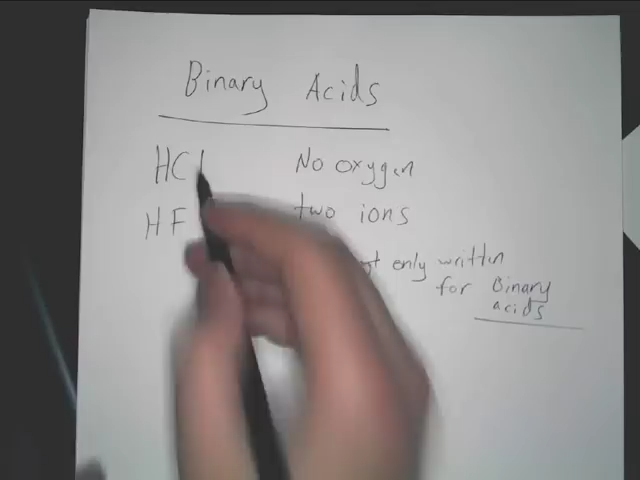 Binary Acids
HCl No oxygen
HF two ions
only written
for Binary
acids